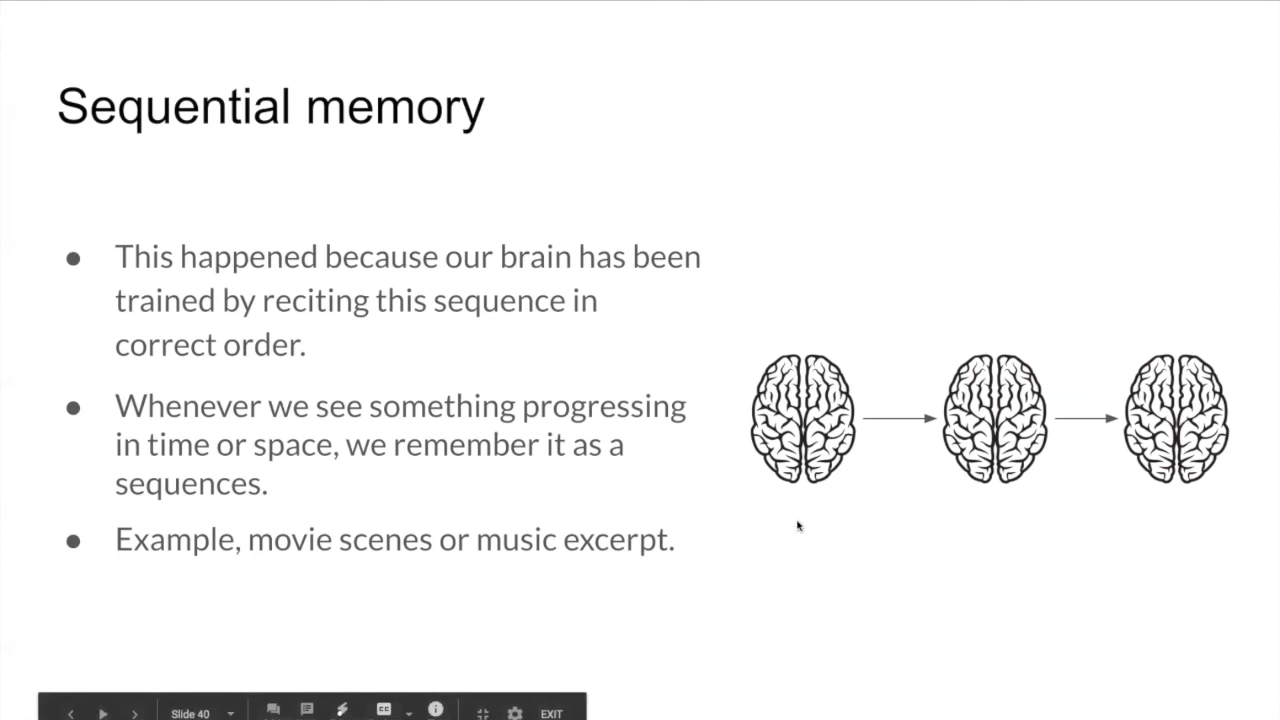 Sequential memory
● This happened because our brain has been
trained by reciting this sequence in
correct order.
● Whenever we see something progressing
in time or space, we remember it as a
sequences.
● Example, movie scenes or music excerpt.
Slide 40
CC
EXIT